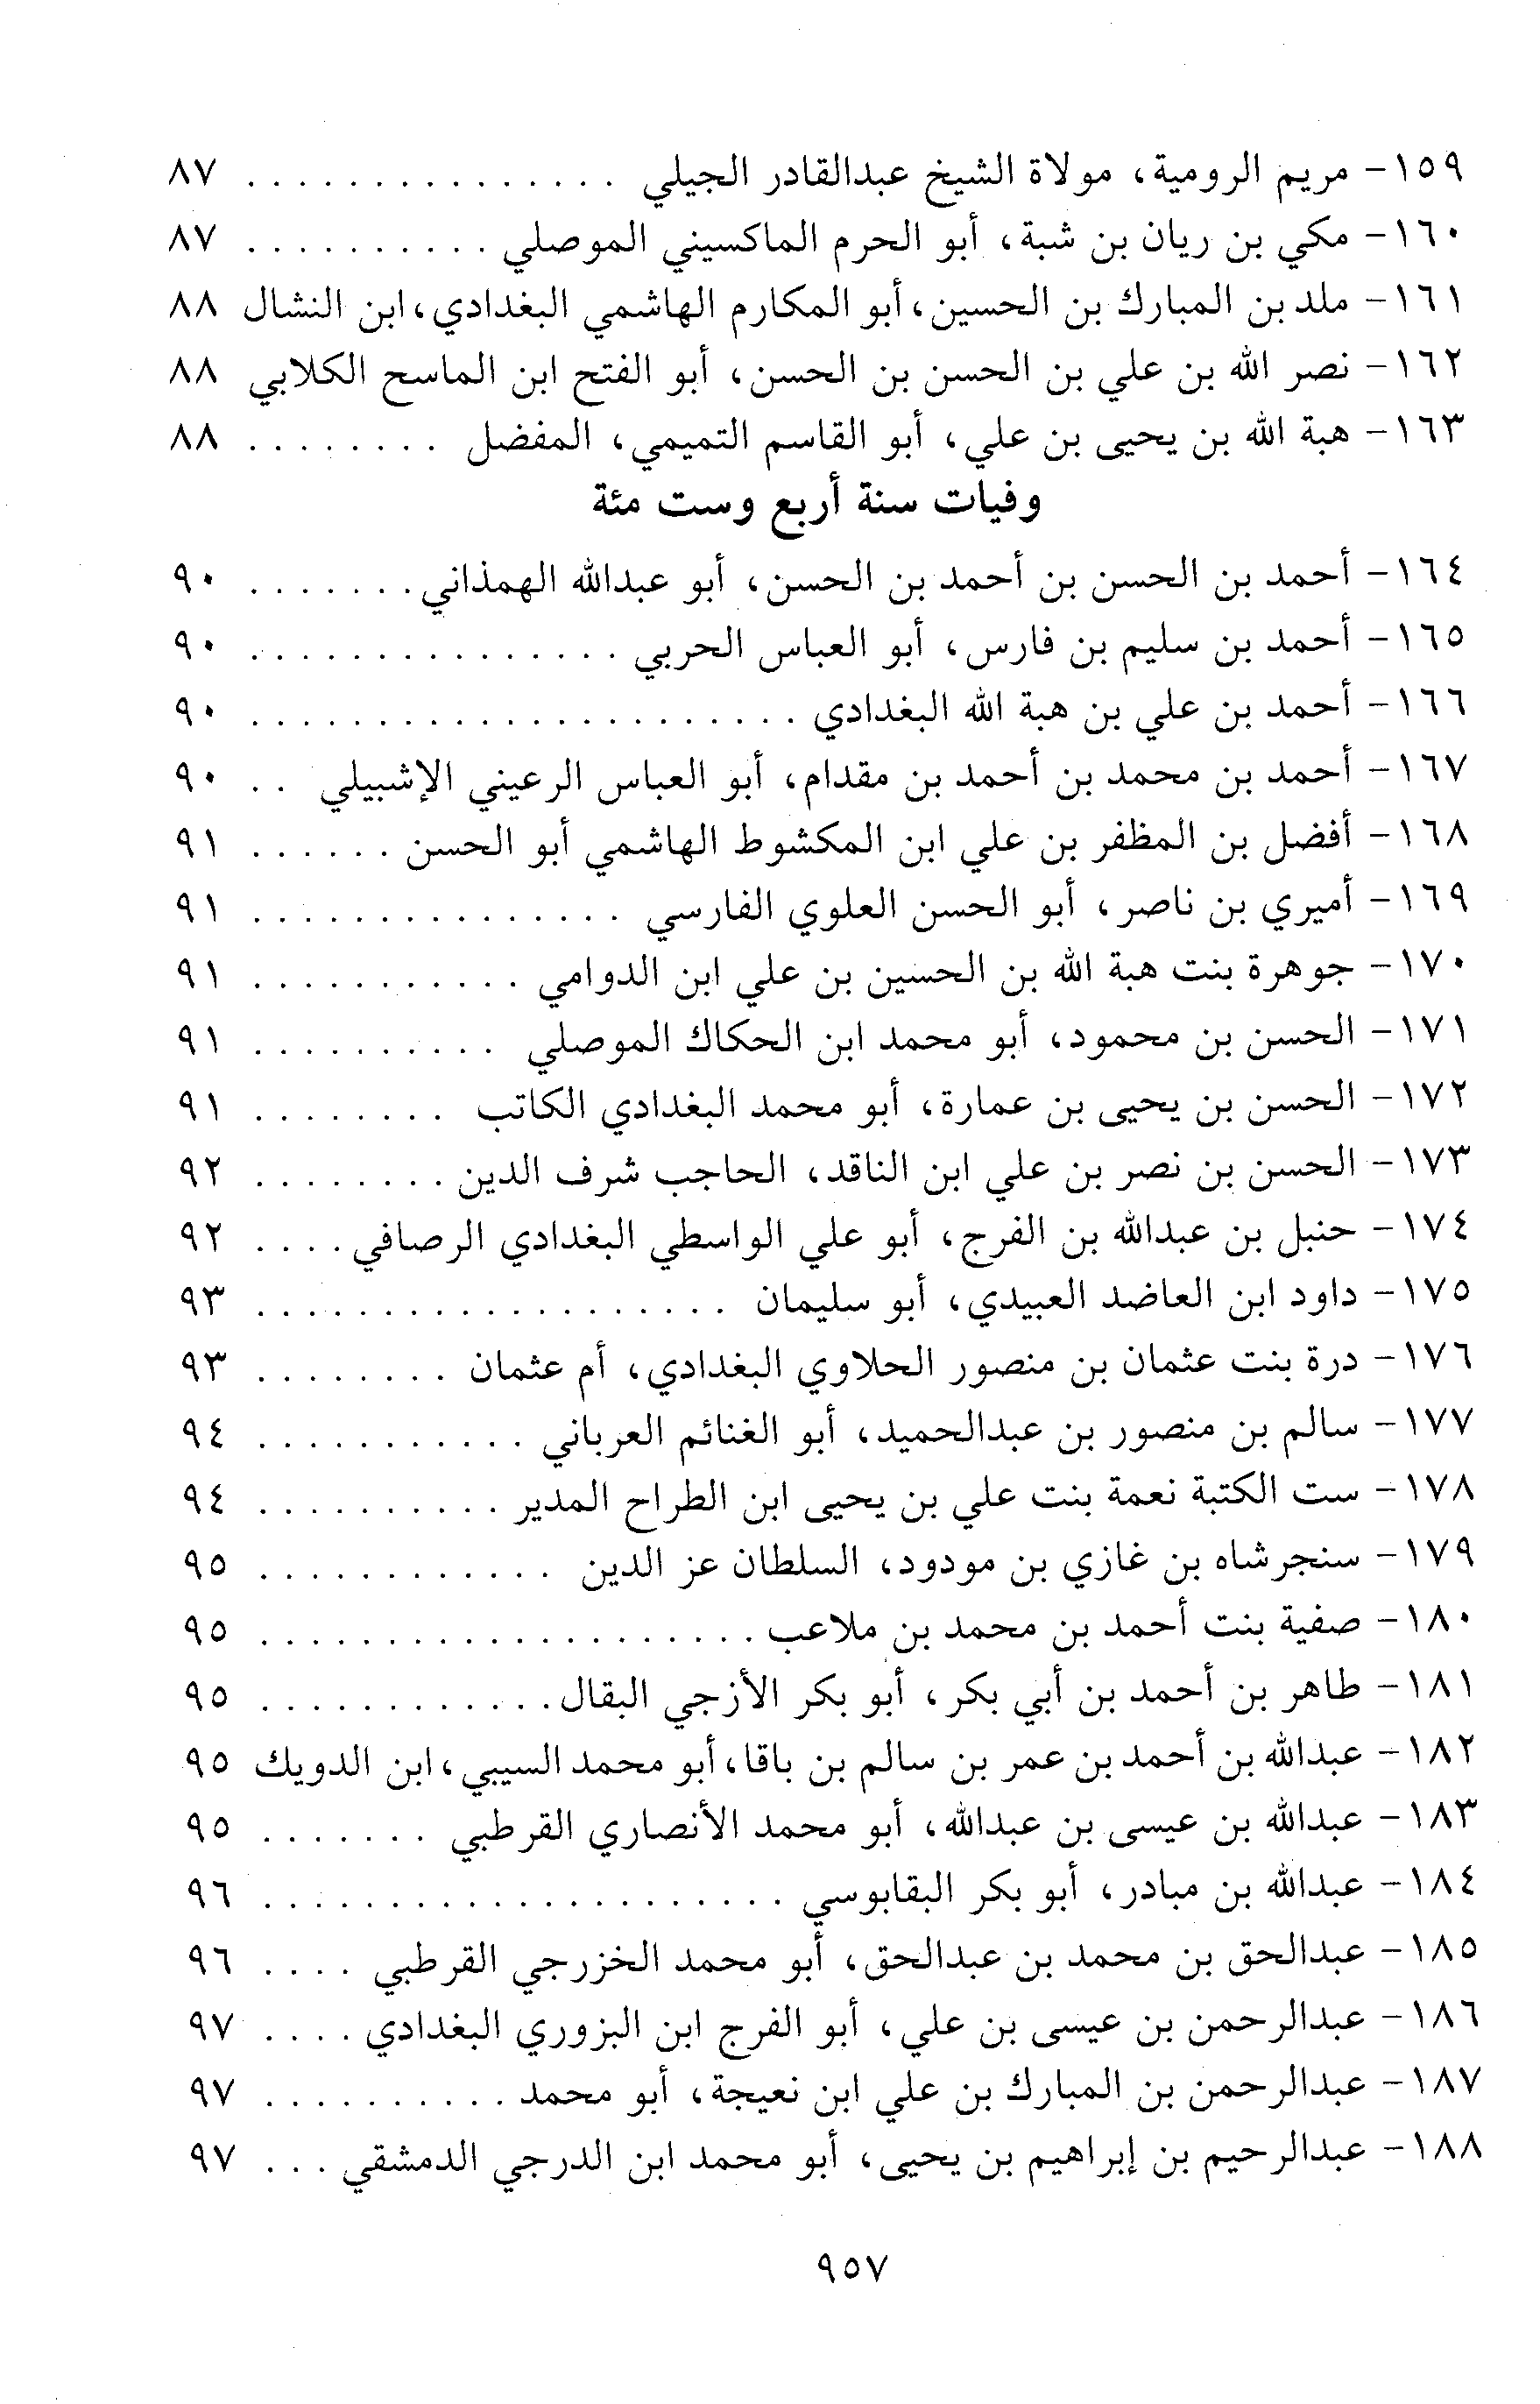 ١٥٩- مريم الرومية، مولاة الشيخ عبدالقادر الجيلي . . . . . . . . . . . . . . . ٨٧
١٦٠- مكي بن ريان بن شبة، أبو الحرم الماكسيني الموصلي . . . . . . . . . . ٨٧
١٦١- ملد بن المبارك بن الحسين، أبو المكارم الهاشمي البغدادي، ابن النشال ٨٨
١٦٢- نصر الله بن علي بن الحسن بن الحسن، أبو الفتح ابن الماسح الكلابي ٨٨
١٦٣- هبة الله بن يحيى بن علي، أبو القاسم التميمي، المفضل . . . . . . . . ٨٨
وفيات سنة أربع وست مئة
١٦٤- أحمد بن الحسن بن أحمد بن الحسن، أبو عبدالله الهمذاني . . . . . . . ٩٠
١٦٥- أحمد بن سليم بن فارس، أبو العباس الحربي . . . . . . . . . . . . . . . ٩٠
١٦٦- أحمد بن علي بن هبة الله البغدادي . . . . . . . . . . . . . . . . . . . . . . ٩٠
١٦٧- أحمد بن محمد بن أحمد بن مقدام، أبو العباس الرعيني الإشبيلي . . ٩٠
١٦٨- أفضل بن المظفر بن علي ابن المكشوط الهاشمي أبو الحسن . . . . . . ٩١
١٦٩- أميري بن ناصر، أبو الحسن العلوي الفارسي . . . . . . . . . . . . . . . ٩١
١٧٠- جوهرة بنت هبة الله بن الحسين بن علي ابن الدوامي . . . . . . . . . . . ٩١
١٧١- الحسن بن محمود، أبو محمد ابن الحكاك الموصلي . . . . . . . . . . ٩١
١٧٢- الحسن بن يحيى بن عمارة، أبو محمد البغدادي الكاتب . . . . . . . . ٩١
١٧٣- الحسن بن نصر بن علي ابن الناقد، الحاجب شرف الدين . . . . . . . . ٩٢
١٧٤- حنبل بن عبدالله بن الفرج، أبو علي الواسطي البغدادي الرصافي . . . . ٩٢
١٧٥- داود ابن العاضد العبيدي، أبو سليمان . . . . . . . . . . . . . . . . . . . ٩٣
١٧٦- درة بنت عثمان بن منصور الحلاوي البغدادي، أم عثمان . . . . . . . . ٩٣
١٧٧- سالم بن منصور بن عبدالحميد، أبو الغنائم العرباني . . . . . . . . . . . ٩٤
١٧٨- ست الكتبة نعمة بنت علي بن يحيى ابن الطراح المدير . . . . . . . . . . ٩٤
١٧٩- سنجرشاه بن غازي بن مودود، السلطان عز الدين . . . . . . . . . . . . ٩٥
١٨٠- صفية بنت أحمد بن محمد بن ملاعب . . . . . . . . . . . . . . . . . . . . ٩٥
١٨١- طاهر بن أحمد بن أبي بكر، أبو بكر الأزجي البقال . . . . . . . . . . . . ٩٥
١٨٢- عبدالله بن أحمد بن عمر بن سالم بن باقا، أبو محمد السيبي، ابن الدويك ٩٥
١٨٣- عبدالله بن عيسى بن عبدالله، أبو محمد الأنصاري القرطبي . . . . . . . ٩٥
١٨٤- عبدالله بن مبادر، أبو بكر البقابوسي . . . . . . . . . . . . . . . . . . . . . ٩٦
١٨٥- عبدالحق بن محمد بن عبدالحق، أبو محمد الخزرجي القرطبي . . . . ٩٦
١٨٦- عبدالرحمن بن عيسى بن علي، أبو الفرج ابن البزوري البغدادي . . . . ٩٧
١٨٧- عبدالرحمن بن المبارك بن علي ابن نعيجة، أبو محمد . . . . . . . . . . ٩٧
١٨٨- عبدالرحيم بن إبراهيم بن يحيى، أبو محمد ابن الدرجي الدمشقي . . . ٩٧
٩٥٧